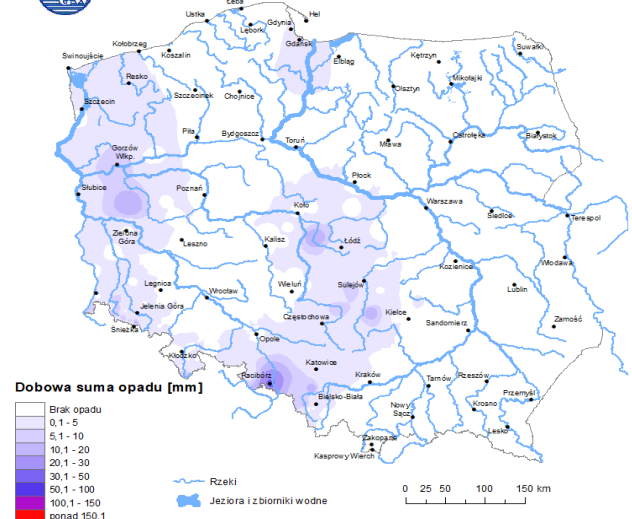 Łeba
Ustka
Hel
Gdynia
Lębork
Gdańsk
Kołobrzeg
Koszalin
Elbląg
Kętrzyn
Suwałki
Świnoujście
Resko
Mikołajki
Szczecinek
Chojnice
Olsztyn
Szczecin
Piła
Bydgoszcz
Toruń
Mława
Ostrołęka
Białystok
Gorzów
Wlkp.
Słubice
Poznań
Płock
Koło
Warszawa
Siedlce
Terespol
Zielona
Góra
Leszno
Kalisz
Łódź
Kozienice
Włodawa
Legnica
Wrocław
Wieluń
Sulejów
Lublin
Jelenia Góra
Częstochowa
Kielce
Sandomierz
Zamość
Śnieżka
Opole
Kłodzko
Katowice
Racibórz
Kraków
Tarnów
Rzeszów
Przemyśl
Bielsko-Biała
Nowy
Sącz
Krosno
Lesko
Zakopane
Kasprowy Wierch
Dobowa suma opadu [mm]
Brak opadu
0,1 - 5
5,1 - 10
10,1 - 20
20,1 - 30
30,1 - 50
50,1 - 100
100,1 - 150
ponad 150,1
Rzeki
Jeziora i zbiorniki wodne
0 25 50 100 150 km